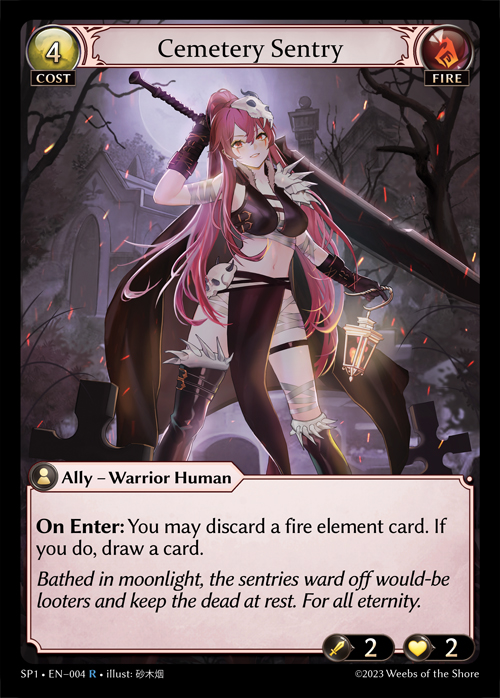 4
Cemetery Sentry
COST
FIRE
Ally – Warrior Human
On Enter: You may discard a fire element card. If
you do, draw a card.
Bathed in moonlight, the sentries ward off would-be
looters and keep the dead at rest. For all eternity.
2
2
SP1 • EN–004 R • illust: 砂木烟
©2023 Weebs of the Shore